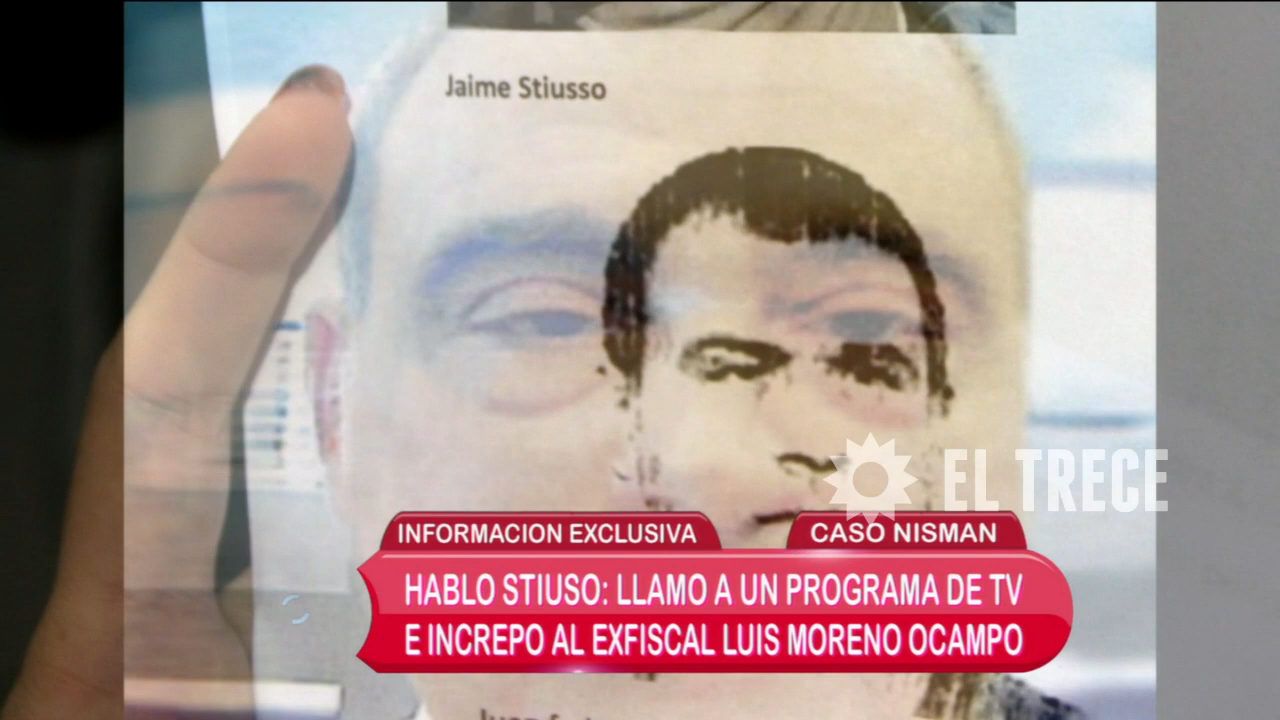 Jaime Stiusso
EL TRECE
INFORMACION EXCLUSIVA
CASO NISMAN
HABLO STIUSO: LLAMO A UN PROGRAMA DE TV
E INCREPO AL EXFISCAL LUIS MORENO OCAMPO